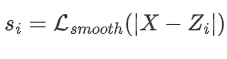 $s_i = \mathcal{L}_{smooth}(|X - Z_i|)$